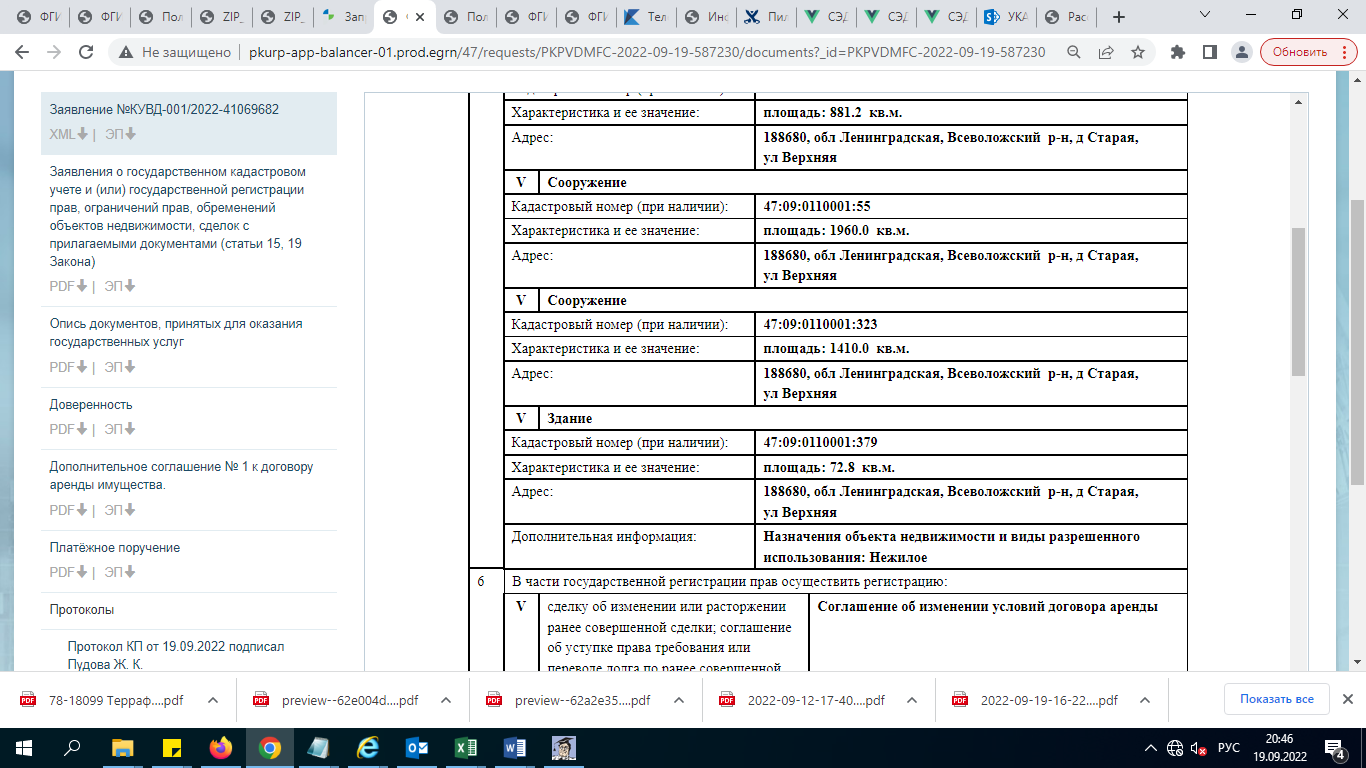 ФГИ
ФГИ
Пол
ZIP_
ZIP_
Запр
Пол
ФГИ
ФГИ
Тел
Инс
Пил
СЭД
СЭД
СЭД
УКА
Расс
Не защищено | pkurp-app-balancer-01.prod.egrn/47/requests/PKPVDMFC-2022-09-19-587230/documents?_id=PKPVDMFC-2022-09-19-587230
Обновить
Заявление №КУВД-001/2022-41069682
XML | ЭП
Заявления о государственном кадастровом
учете и (или) государственной регистрации
прав, ограничений прав, обременений
объектов недвижимости, сделок с
прилагаемыми документами (статьи 15, 19
Закона)
PDF | ЭП
Опись документов, принятых для оказания
государственных услуг
PDF | ЭП
Доверенность
PDF | ЭП
Дополнительное соглашение № 1 к договору
аренды имущества.
PDF | ЭП
Платёжное поручение
PDF | ЭП
Протоколы
Протокол КП от 19.09.2022 подписал
Пудова Ж. К.
Характеристика и ее значение: площадь: 881.2 кв.м.
Адрес: 188680, обл Ленинградская, Всеволожский р-н, д Старая,
ул Верхняя
V Сооружение
Кадастровый номер (при наличии): 47:09:0110001:55
Характеристика и ее значение: площадь: 1960.0 кв.м.
Адрес: 188680, обл Ленинградская, Всеволожский р-н, д Старая,
ул Верхняя
V Сооружение
Кадастровый номер (при наличии): 47:09:0110001:323
Характеристика и ее значение: площадь: 1410.0 кв.м.
Адрес: 188680, обл Ленинградская, Всеволожский р-н, д Старая,
ул Верхняя
V Здание
Кадастровый номер (при наличии): 47:09:0110001:379
Характеристика и ее значение: площадь: 72.8 кв.м.
Адрес: 188680, обл Ленинградская, Всеволожский р-н, д Старая,
ул Верхняя
Дополнительная информация: Назначения объекта недвижимости и виды разрешенного
использования: Нежилое
6 В части государственной регистрации прав осуществить регистрацию:
V сделку об изменении или расторжении Соглашение об изменении условий договора аренды
ранее совершенной сделки; соглашение
об уступке права требования или
переводе долга по ранее совершенной
78-18099 Терраф....pdf
preview--62e004d....pdf
preview--62a2e35....pdf
2022-09-12-17-40....pdf
2022-09-19-16-22....pdf
Показать все
РУС
20:46
19.09.2022
4